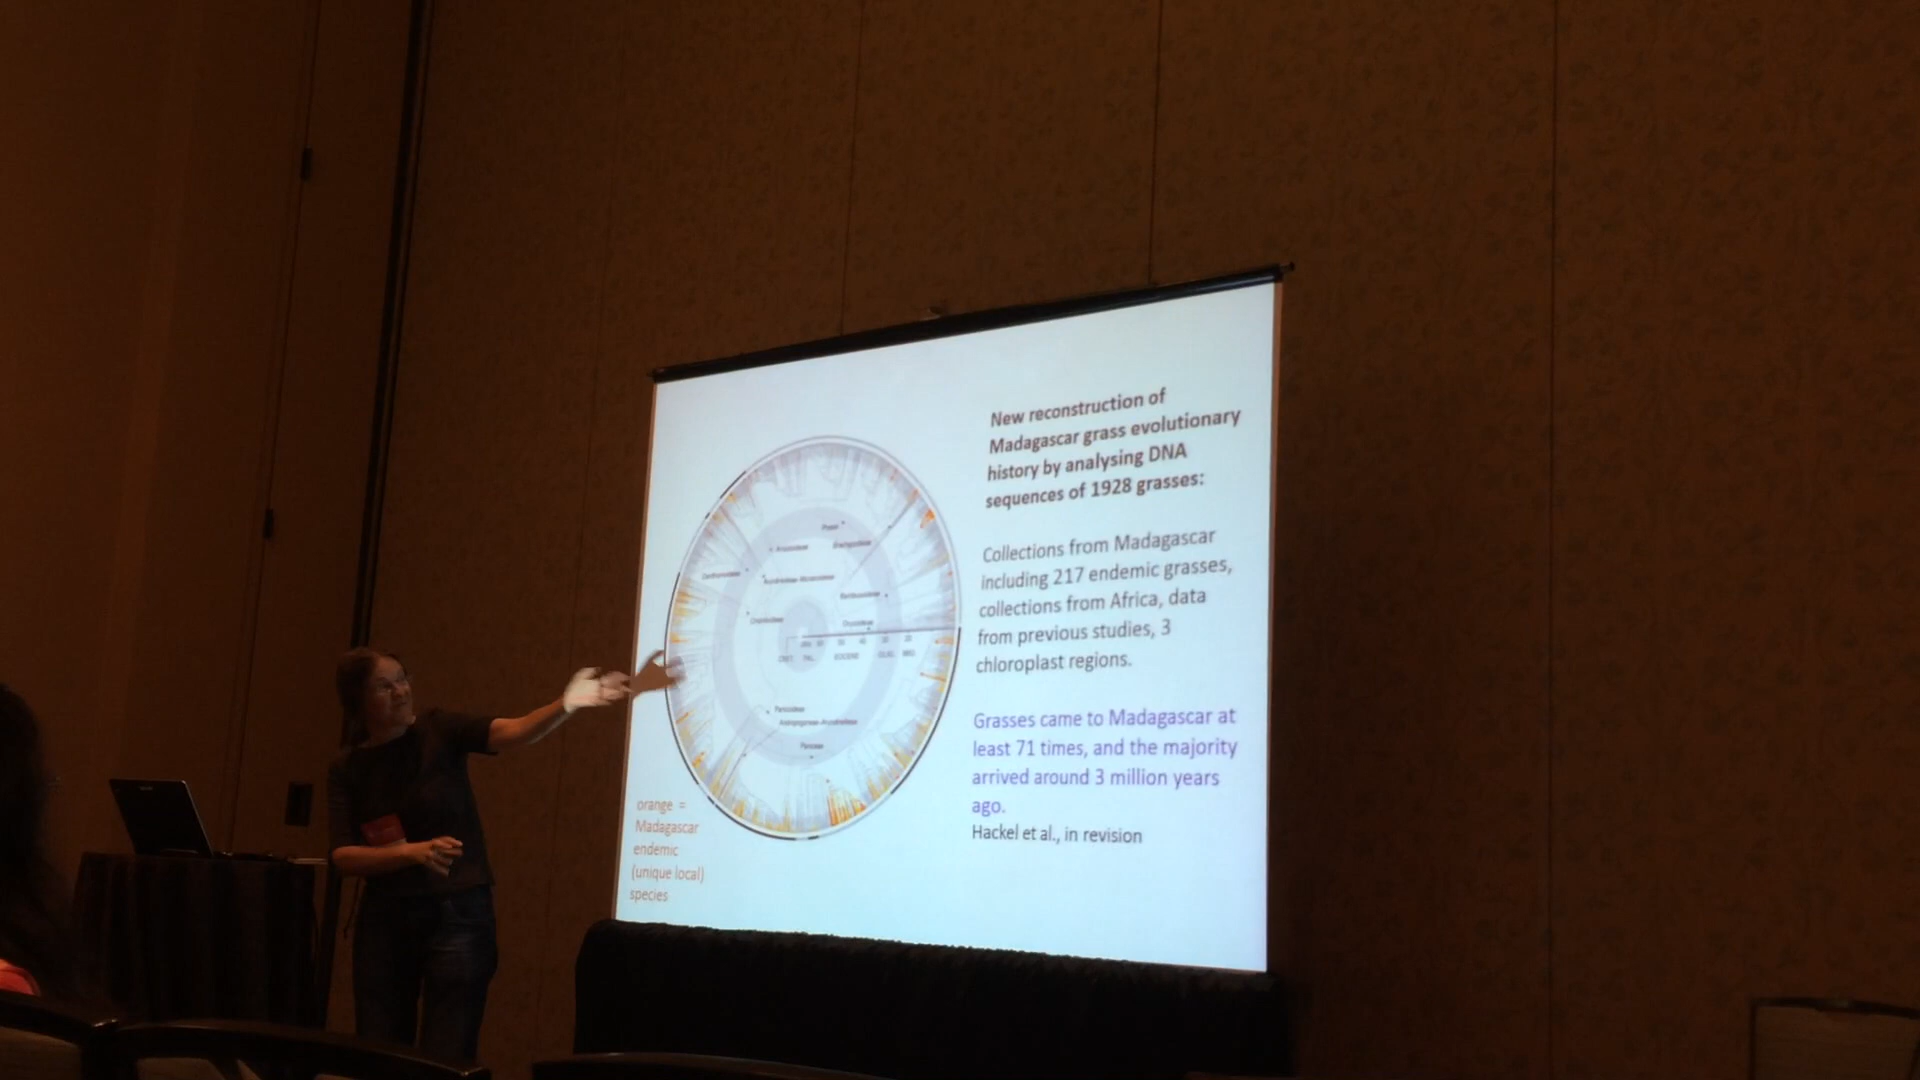 New reconstruction of
Madagascar grass evolutionary
history by analysing DNA
sequences of 1928 grasses:
Collections from Madagascar
including 217 endemic grasses,
collections from Africa, data
from previous studies, 3
chloroplast regions.
Grasses came to Madagascar at
least 71 times, and the majority
arrived around 3 million years
ago.
Hackel et al., in revision
orange =
Madagascar
endemic
(unique local)
species
EOCENE
Paniceae